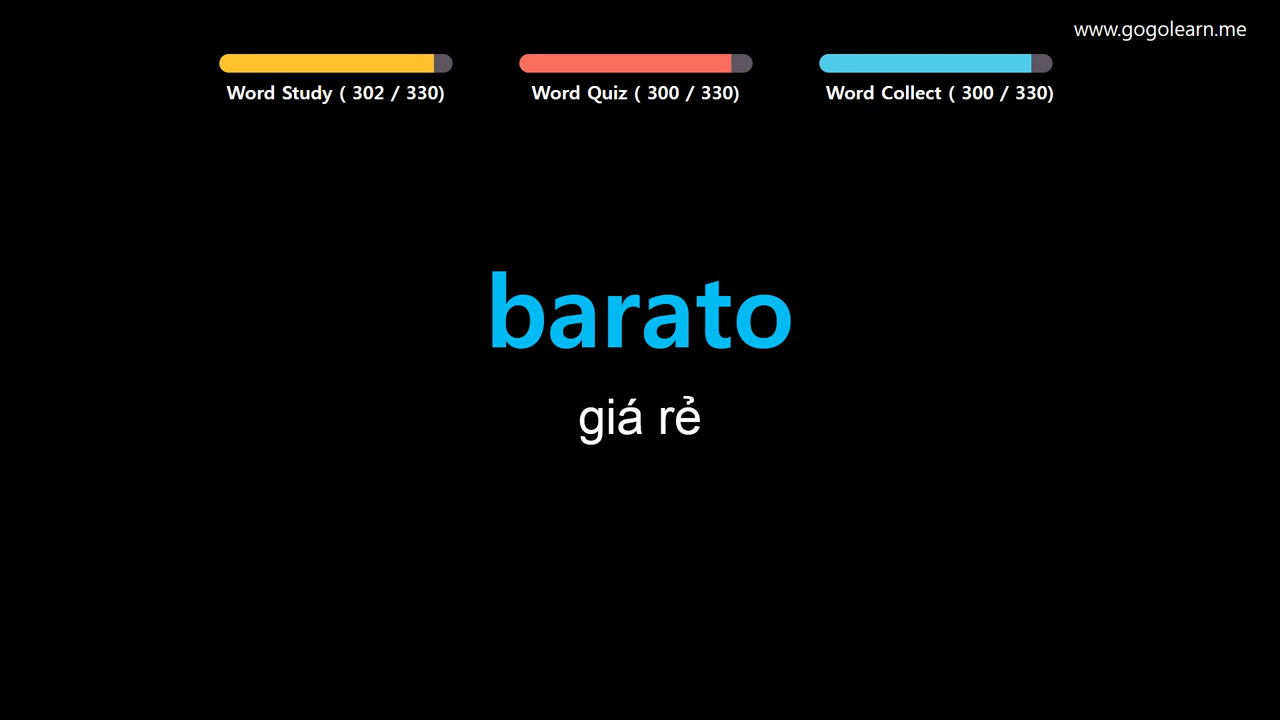 www.gogolearn.me
Word Study ( 302 / 330)
Word Quiz ( 300 / 330)
Word Collect ( 300 / 330)
barato
giá rẻ